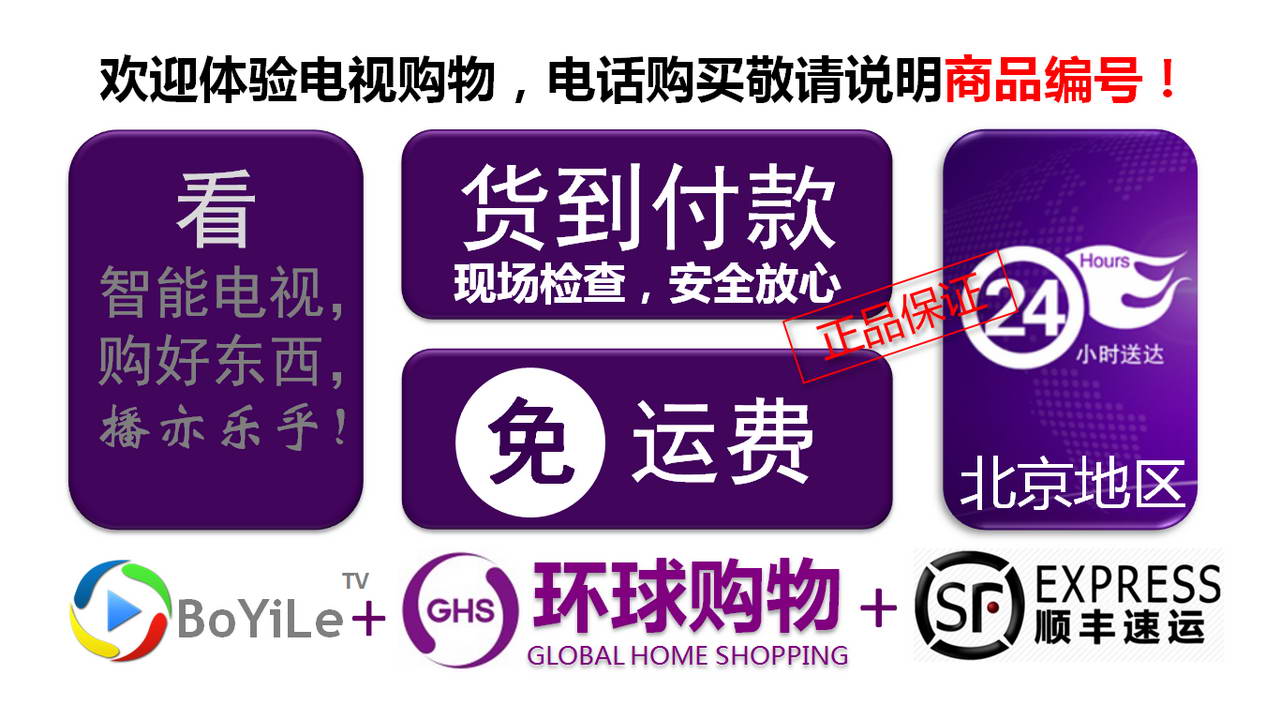 欢迎体验电视购物，电话购买敬请说明商品编号！
看
智能电视，
购好东西，
播亦乐乎！
货到付款
现场检查，安全放心
免 运费
正品保证
24 Hours
小时送达
北京地区
BoYiLe TV
+
GHS
环球购物
GLOBAL HOME SHOPPING
+
SF EXPRESS
顺丰速运